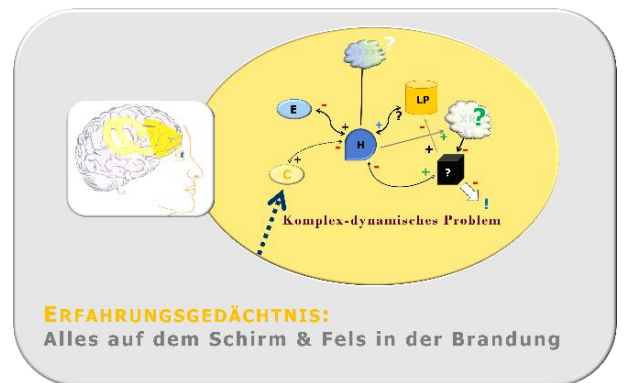 ?
LP
E
?
?
H
?
C
!
Komplex-dynamisches Problem
ERFAHRUNGSGEDÄCHTNIS:
Alles auf dem Schirm & Fels in der Brandung